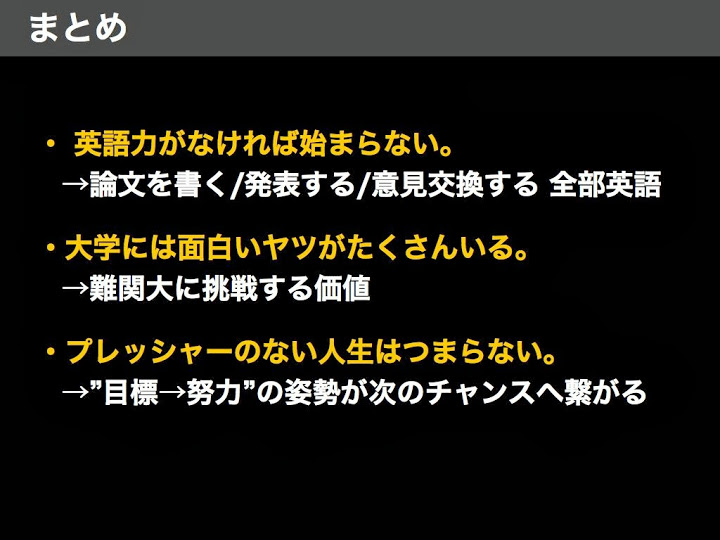 まとめ
• 英語力がなければ始まらない。
→論文を書く/発表する/意見交換する 全部英語
• 大学には面白いヤツがたくさんいる。
→難関大に挑戦する価値
• プレッシャーのない人生はつまらない。
→”目標→努力”の姿勢が次のチャンスへ繋がる